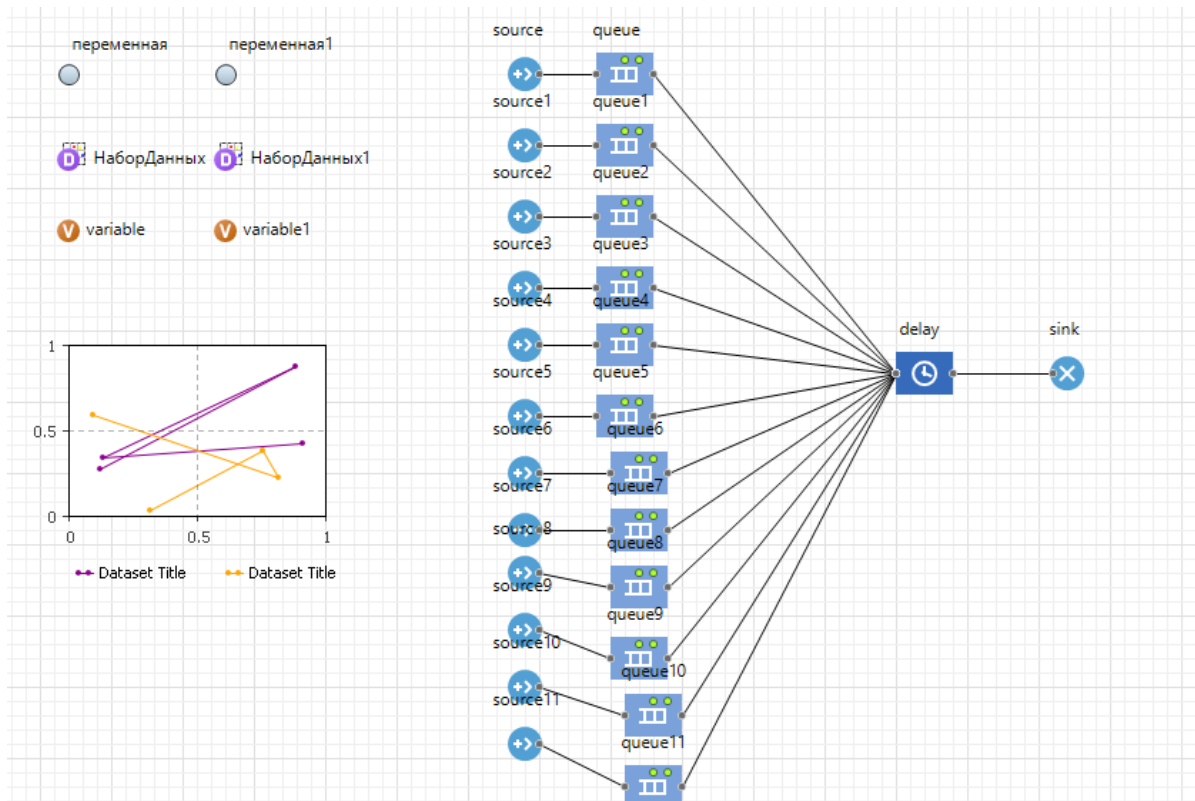 переменная
переменная1
НаборДанных
НаборДанных1
variable
variable1
1
0.5
0
0
0.5
1
Dataset Title
Dataset Title
source
queue
source1
queue1
source2
queue2
source3
queue3
source4
queue4
source5
queue5
source6
queue6
source7
queue7
source8
queue8
source9
queue9
source10
queue10
source11
queue11
delay
sink